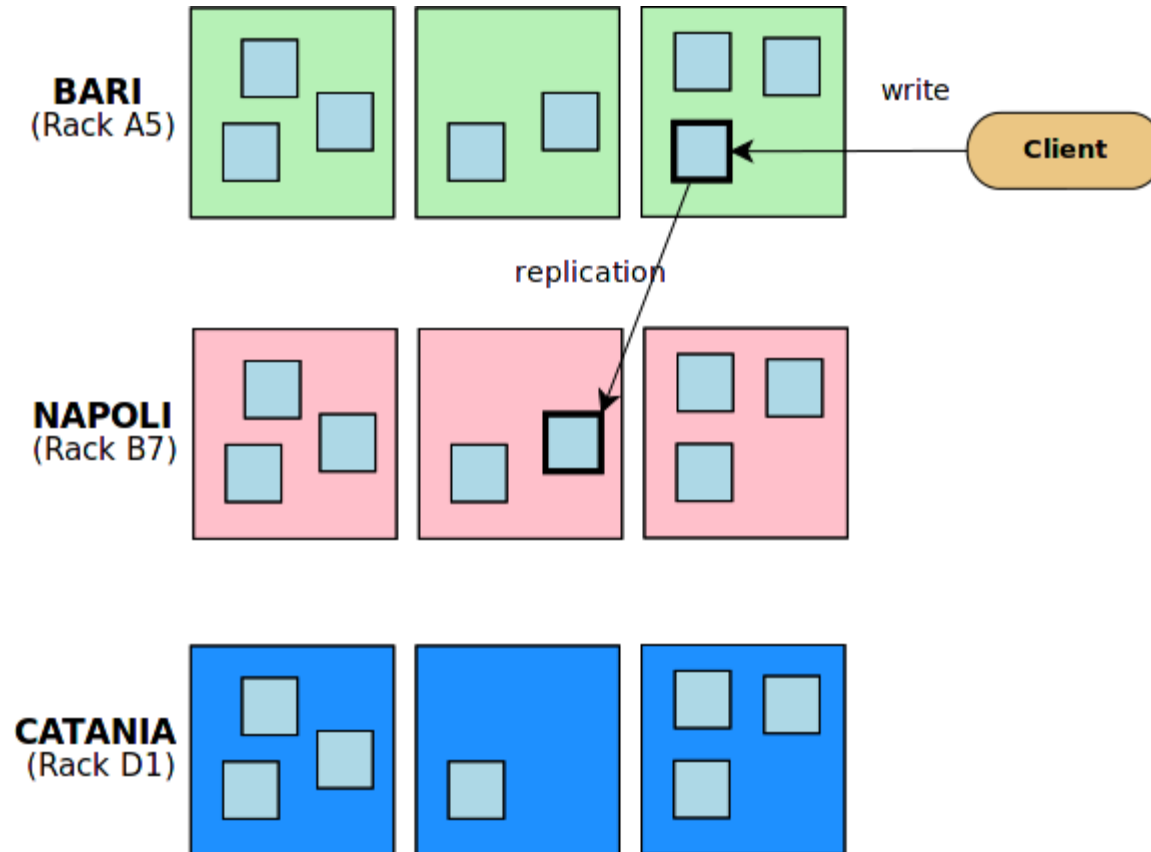 BARI
(Rack A5)
write
Client
replication
NAPOLI
(Rack B7)
CATANIA
(Rack D1)